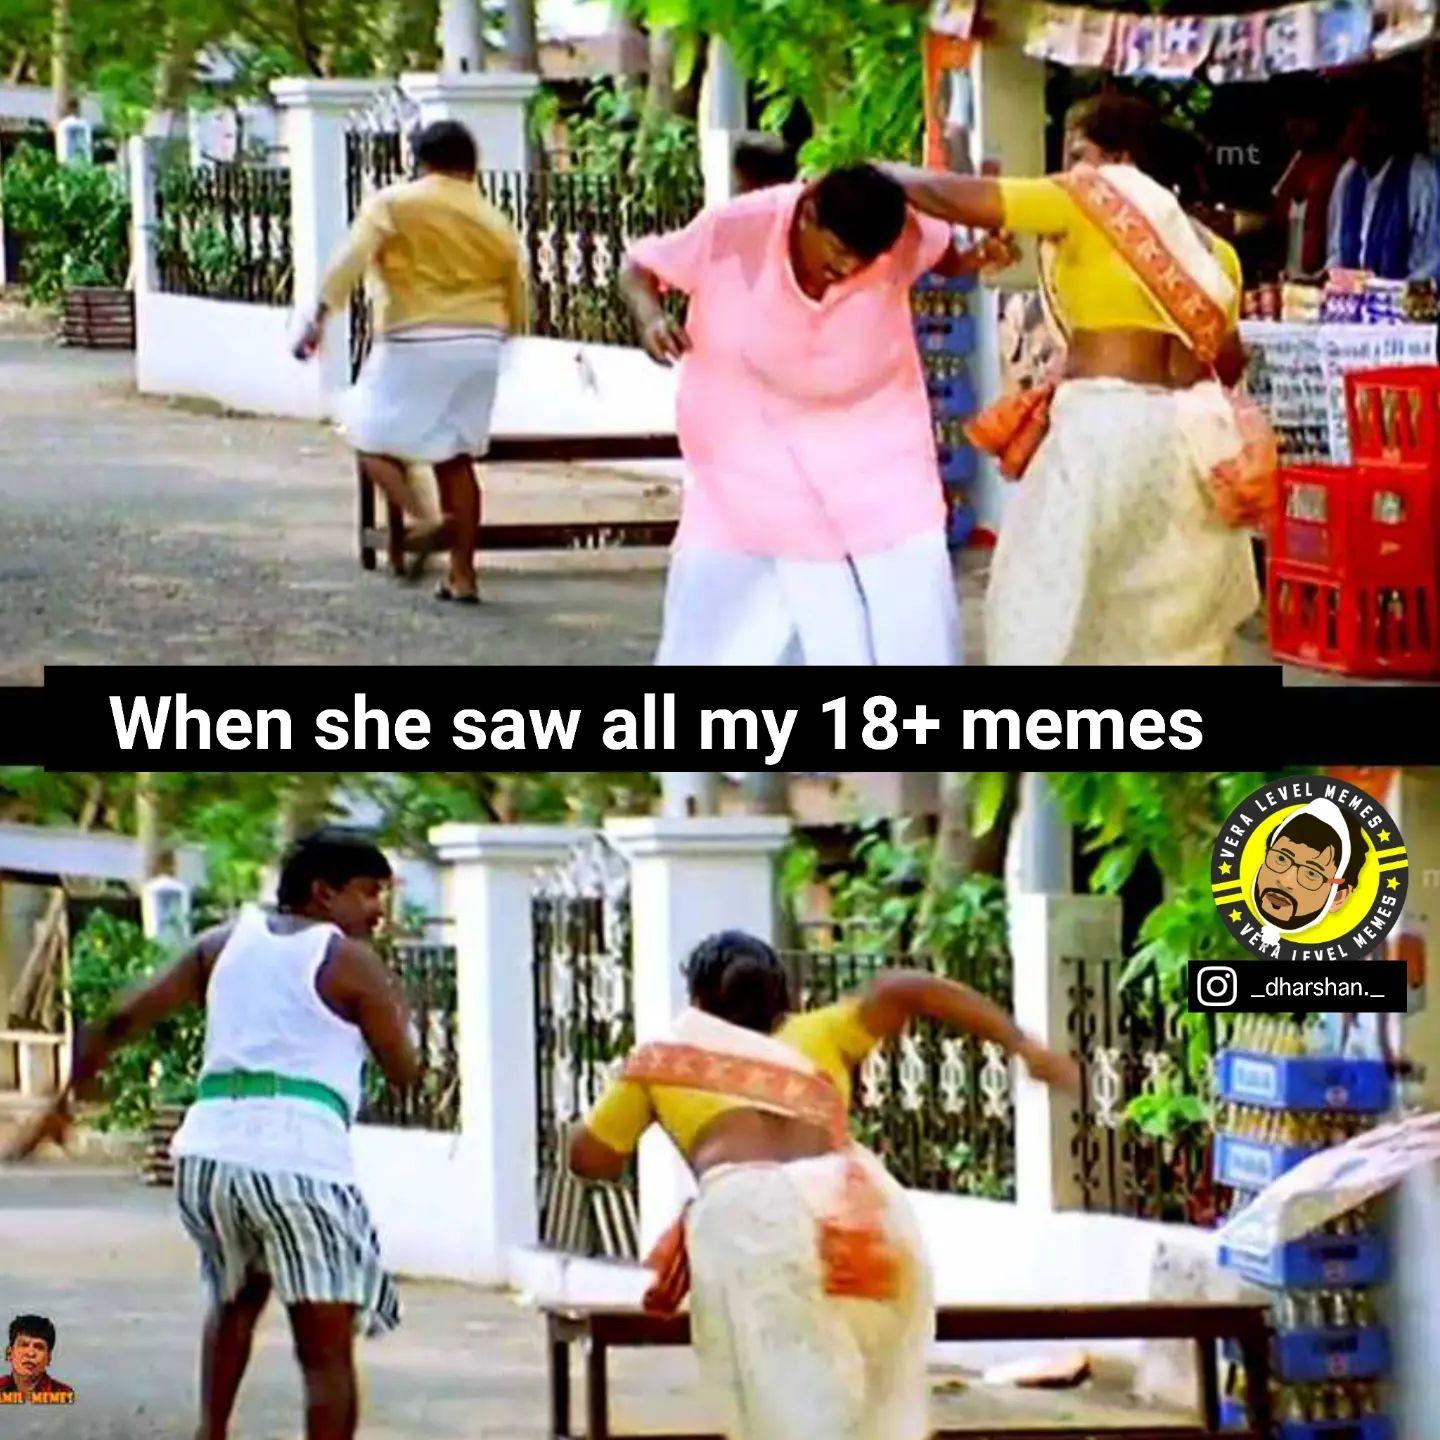 mt
When she saw all my 18+ memes
VERA LEVEL MEMES
VERA LEVEL MEMES
_dharshan._